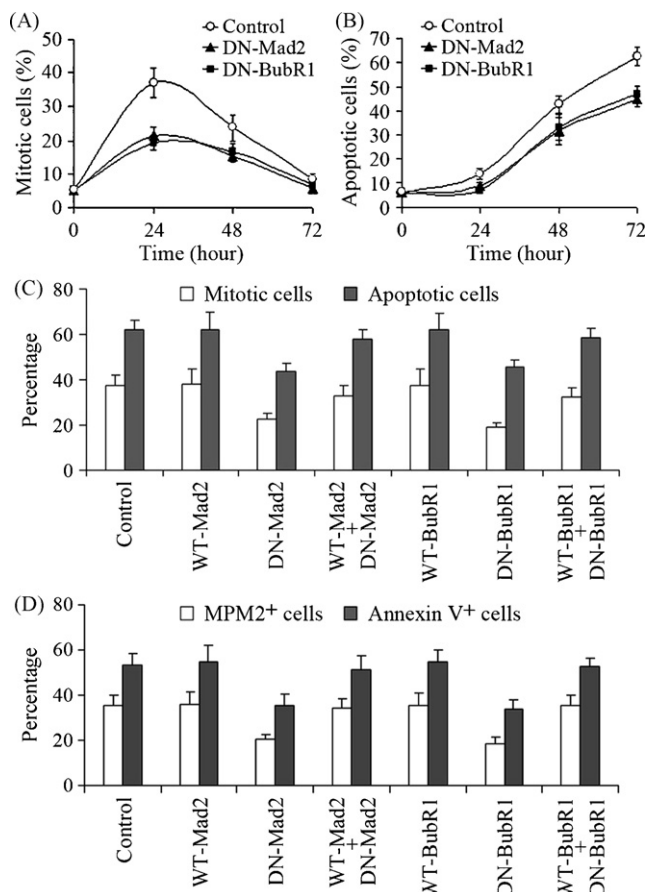 (A)
Control
DN-Mad2
DN-BubR1
Mitotic cells (%)
50
40
30
20
10
0
0 24 48 72
Time (hour)
(B)
Control
DN-Mad2
DN-BubR1
Apoptotic cells (%)
70
60
50
40
30
20
10
0
0 24 48 72
Time (hour)
(C)
Mitotic cells Apoptotic cells
Percentage
80
60
40
20
0
Control
WT-Mad2
DN-Mad2
WT-Mad2
+
DN-Mad2
WT-BubR1
DN-BubR1
WT-BubR1
+
DN-BubR1
(D)
MPM2+ cells Annexin V+ cells
Percentage
80
60
40
20
0
Control
WT-Mad2
DN-Mad2
WT-Mad2
+
DN-Mad2
WT-BubR1
DN-BubR1
WT-BubR1
+
DN-BubR1